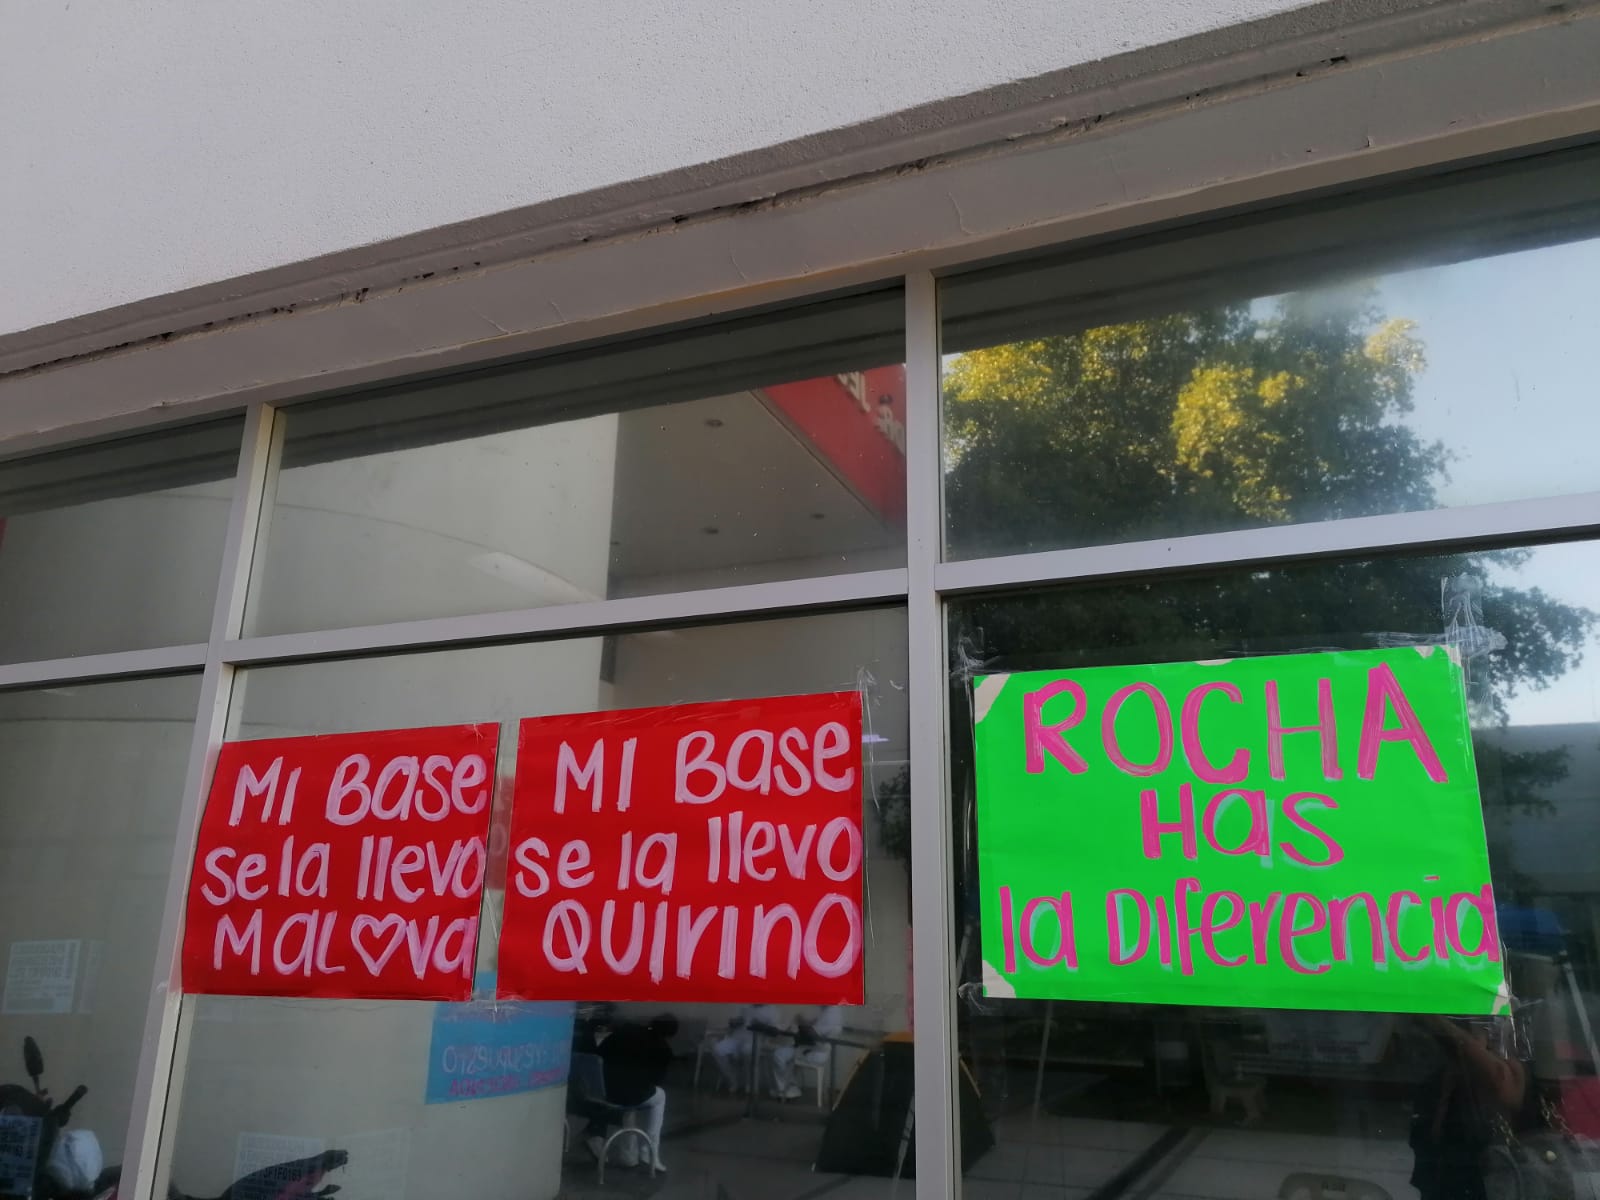 MI BASE
se la llevo
MALOVA
MI BASE
se la llevo
QUIRINO
ROCHA
Has
la Diferencia